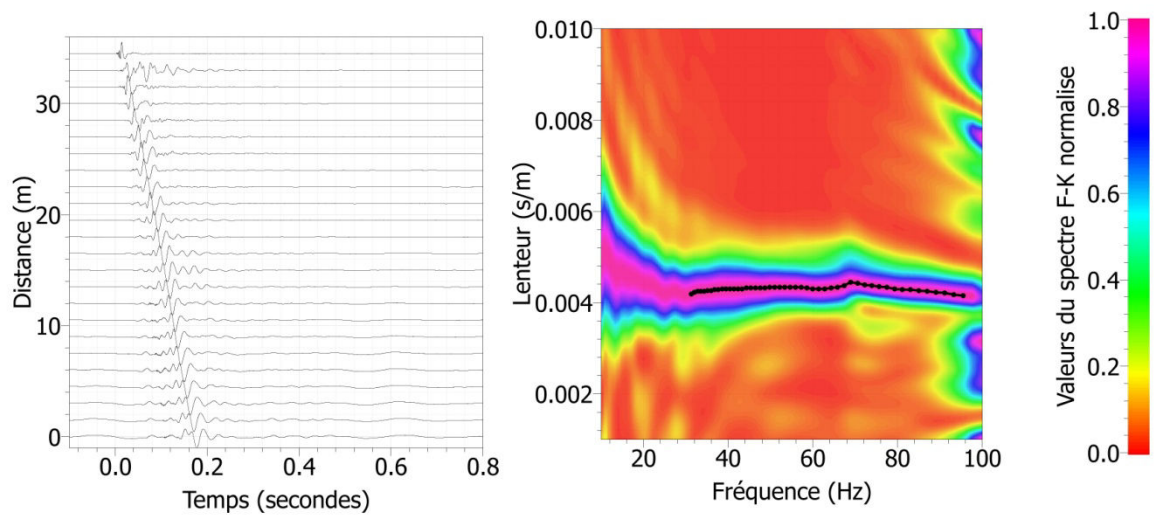 30
20
10
0
Distance (m)
0.0 0.2 0.4 0.6 0.8
Temps (secondes)
0.010
0.008
0.006
0.004
0.002
Lenteur (s/m)
20 40 60 80 100
Fréquence (Hz)
1.0
0.8
0.6
0.4
0.2
0.0
Valeurs du spectre F-K normalise